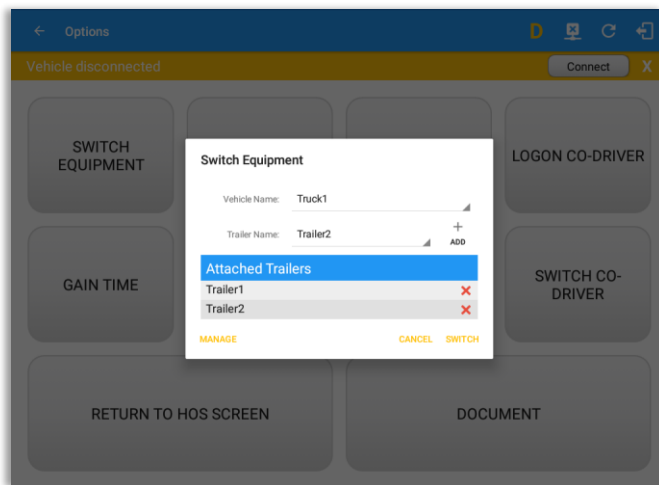 Options
D
Vehicle disconnected
Connect
X
SWITCH
EQUIPMENT
LOGON CO-DRIVER
Switch Equipment
Vehicle Name:
Truck1
Trailer Name:
Trailer2
+
ADD
Attached Trailers
Trailer1
Trailer2
MANAGE
CANCEL
SWITCH
GAIN TIME
SWITCH CO-
DRIVER
RETURN TO HOS SCREEN
DOCUMENT